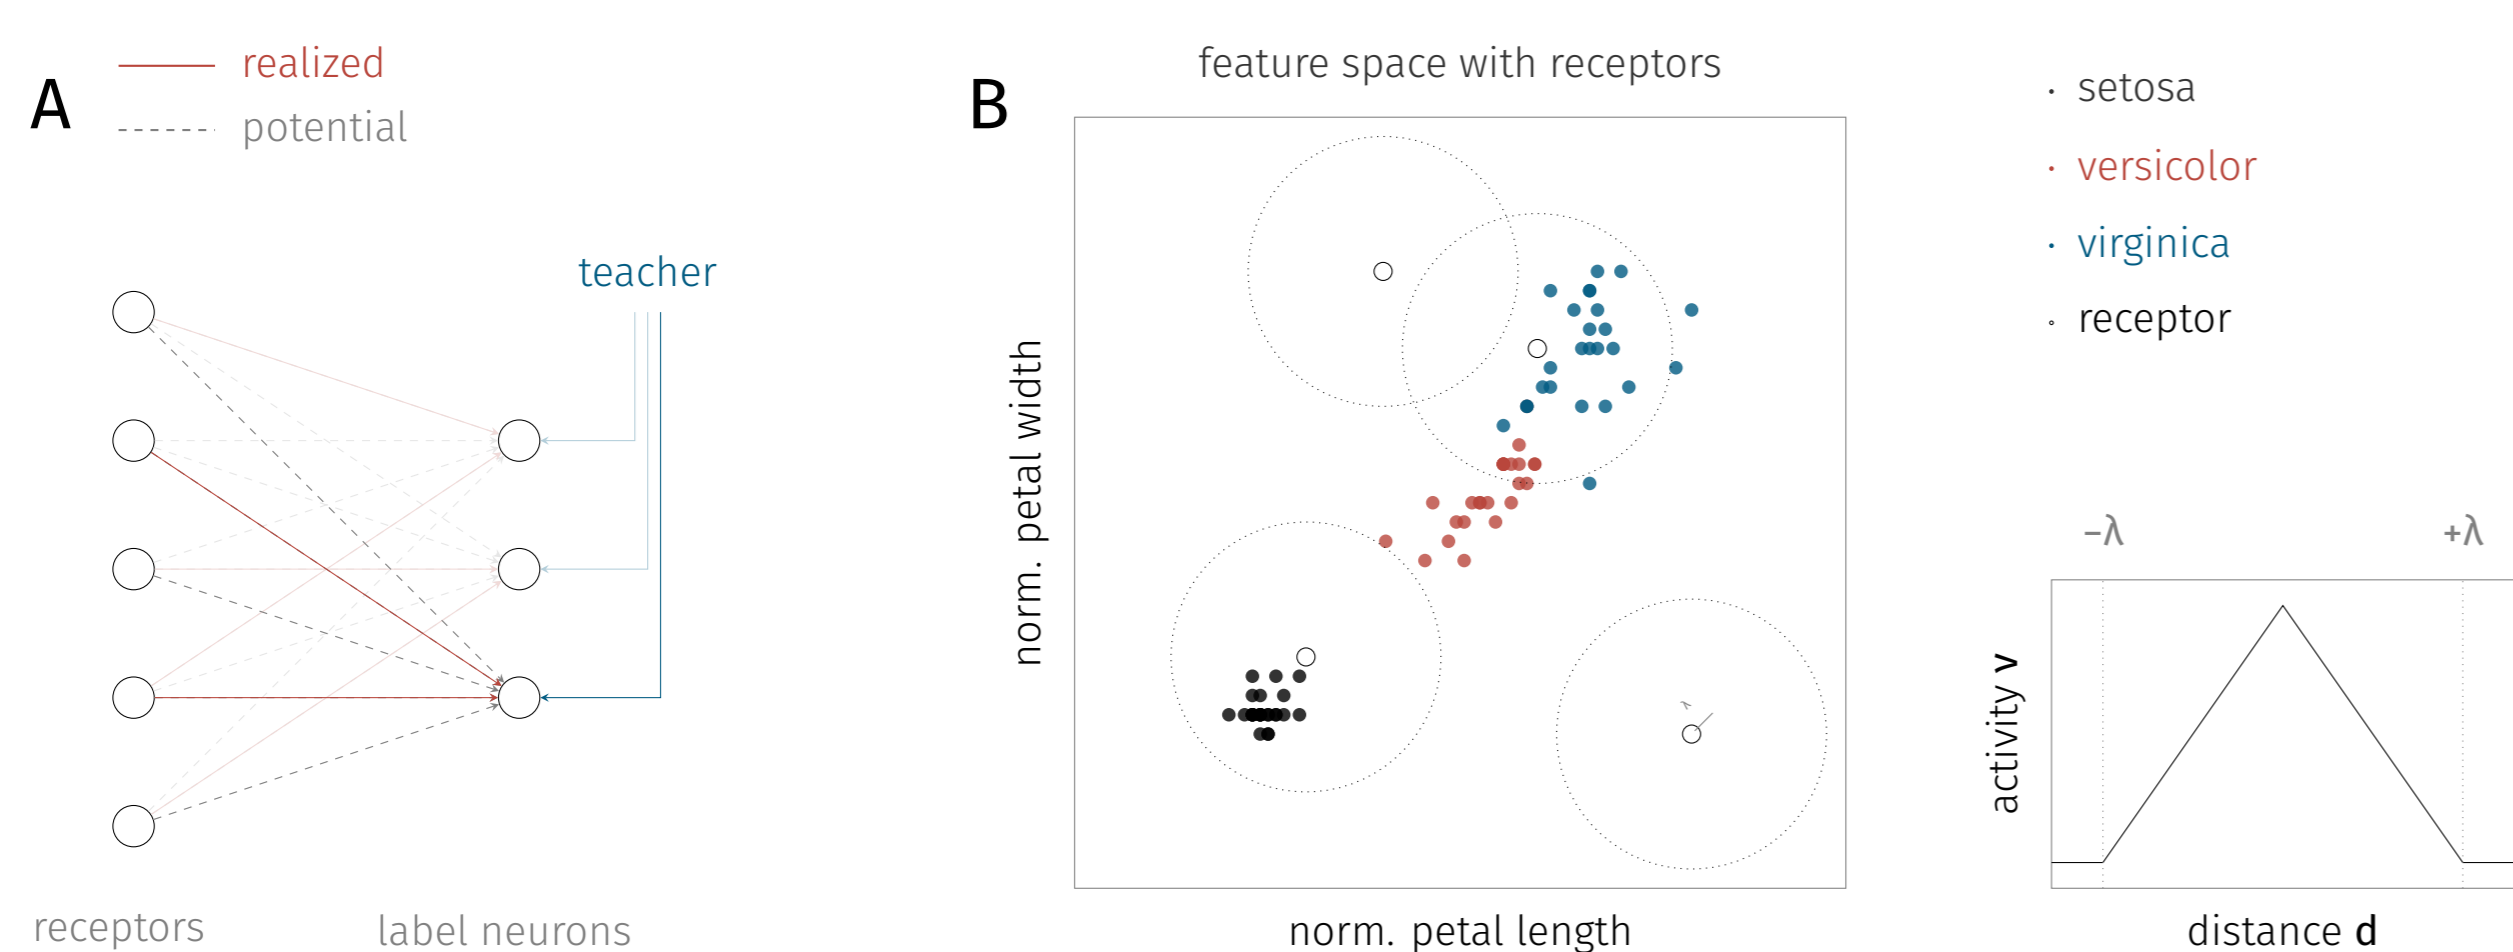 A
realized
potential
teacher
receptors
label neurons
B
feature space with receptors
norm. petal width
λ
norm. petal length
setosa
versicolor
virginica
receptor
−λ
+λ
activity v
distance d